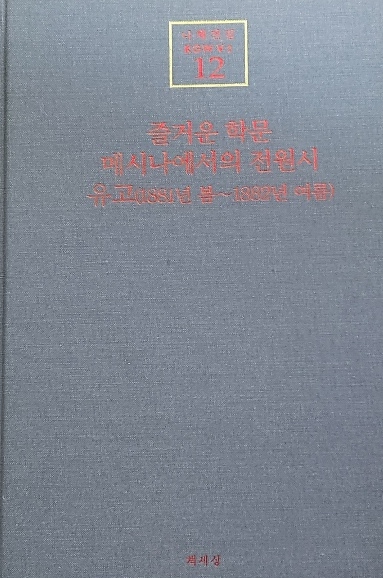 니체전집
12
즐거운 학문
메시나에서의 전원시
유고(1881년 봄~1882년 여름)
책세상